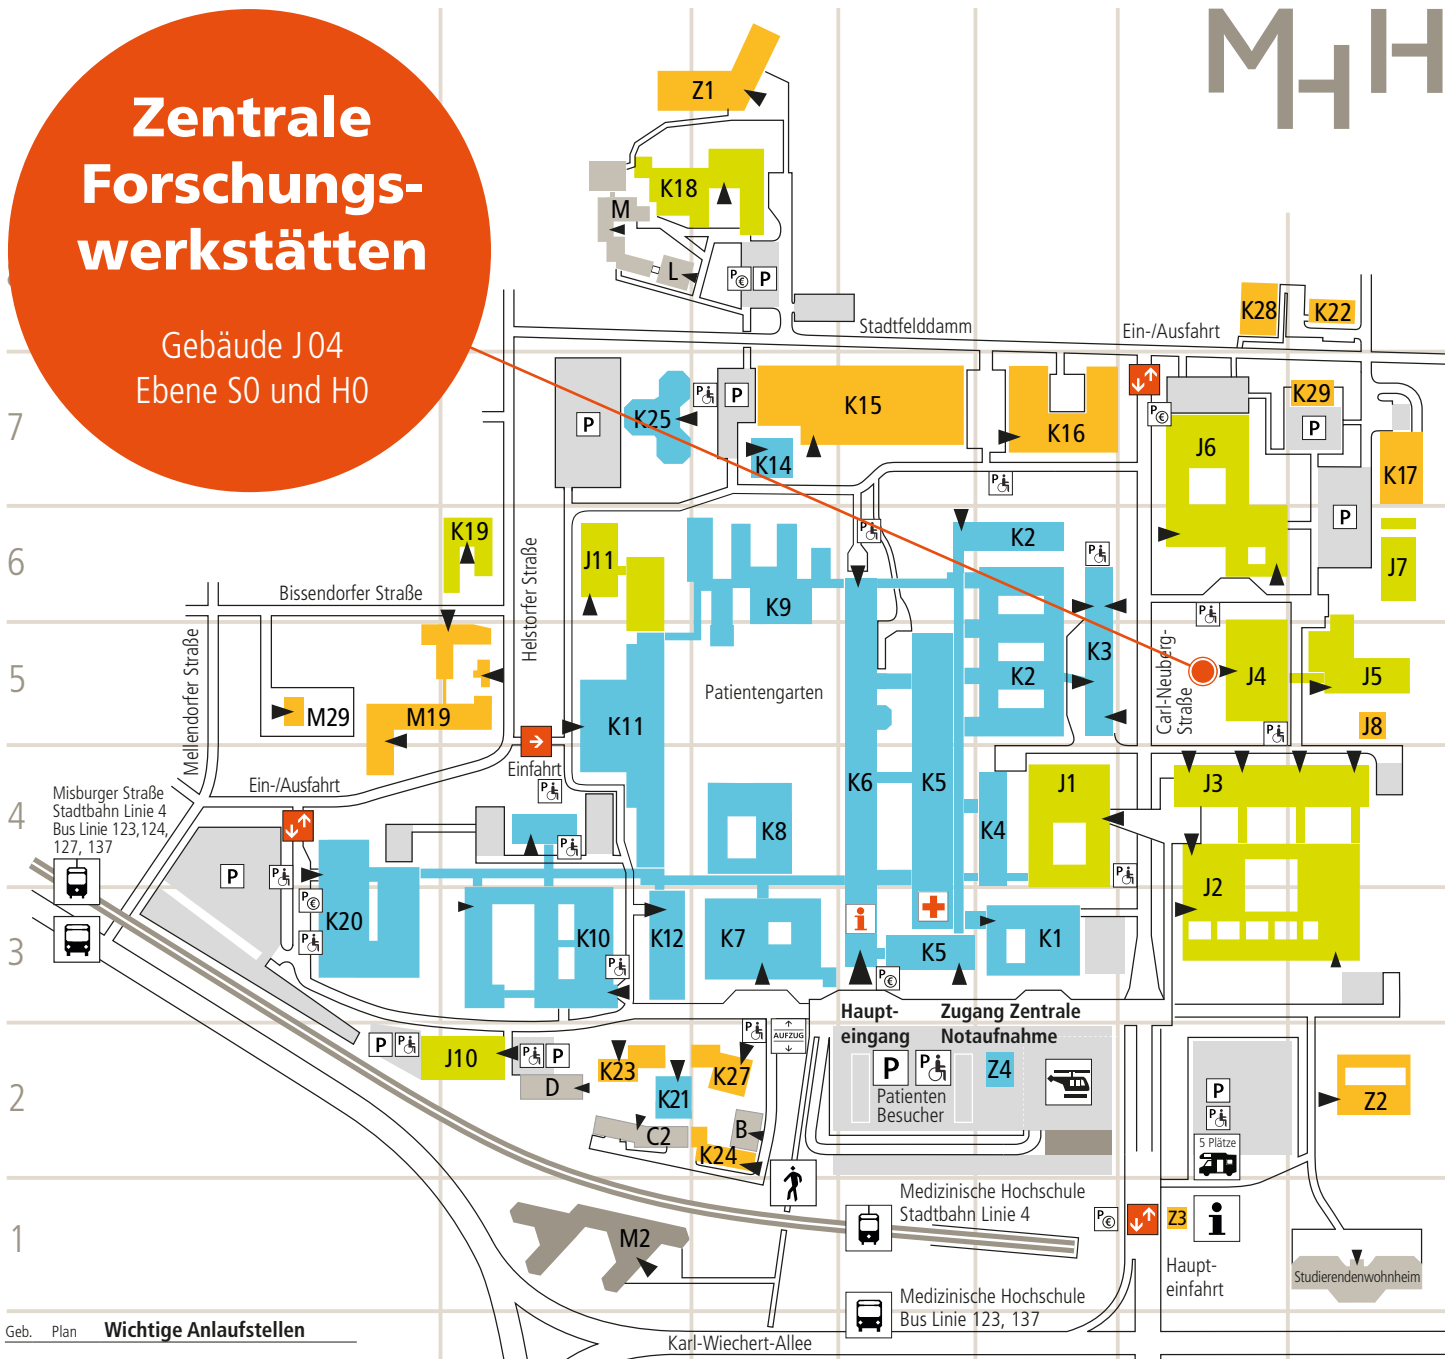 Zentrale
Forschungs-
werkstätten
Gebäude J 04
Ebene S0 und H0
MHH
Z1
K18
M
L
P
P€
Stadtfelddamm
Ein-/Ausfahrt
K28
K22
7
P
K25
P
P
K15
K14
K16
P€
K29
P
J6
K17
P
P
6
K19
J11
K9
P
K2
P
J7
Bissendorfer Straße
Helstorfer Straße
Mellendorfer Straße
5
M29
M19
K11
Patientengarten
K2
K3
Carl-Neuberg-
Straße
P
J4
J5
J8
P
Einfahrt
P
Ein-/Ausfahrt
Misburger Straße
Stadtbahn Linie 4
Bus Linie 123,124,
127, 137
4
P
K8
K6
K5
K4
J1
J3
P
P
P
P€
P
J2
3
K20
K10
P
K12
K7
i
K5
K1
P€
Haupt-
eingang
Zugang Zentrale
Notaufnahme
P
AUFZUG
P
P
J10
P
P
D
K23
K21
K27
P
P
Z4
Patienten
Besucher
P
P
5 Plätze
Z2
2
C2
B
K24
1
M2
Medizinische Hochschule
Stadtbahn Linie 4
P€
Z3
i
Haupt-
einfahrt
Studierendenwohnheim
Medizinische Hochschule
Bus Linie 123, 137
Karl-Wiechert-Allee
Geb. Plan Wichtige Anlaufstellen